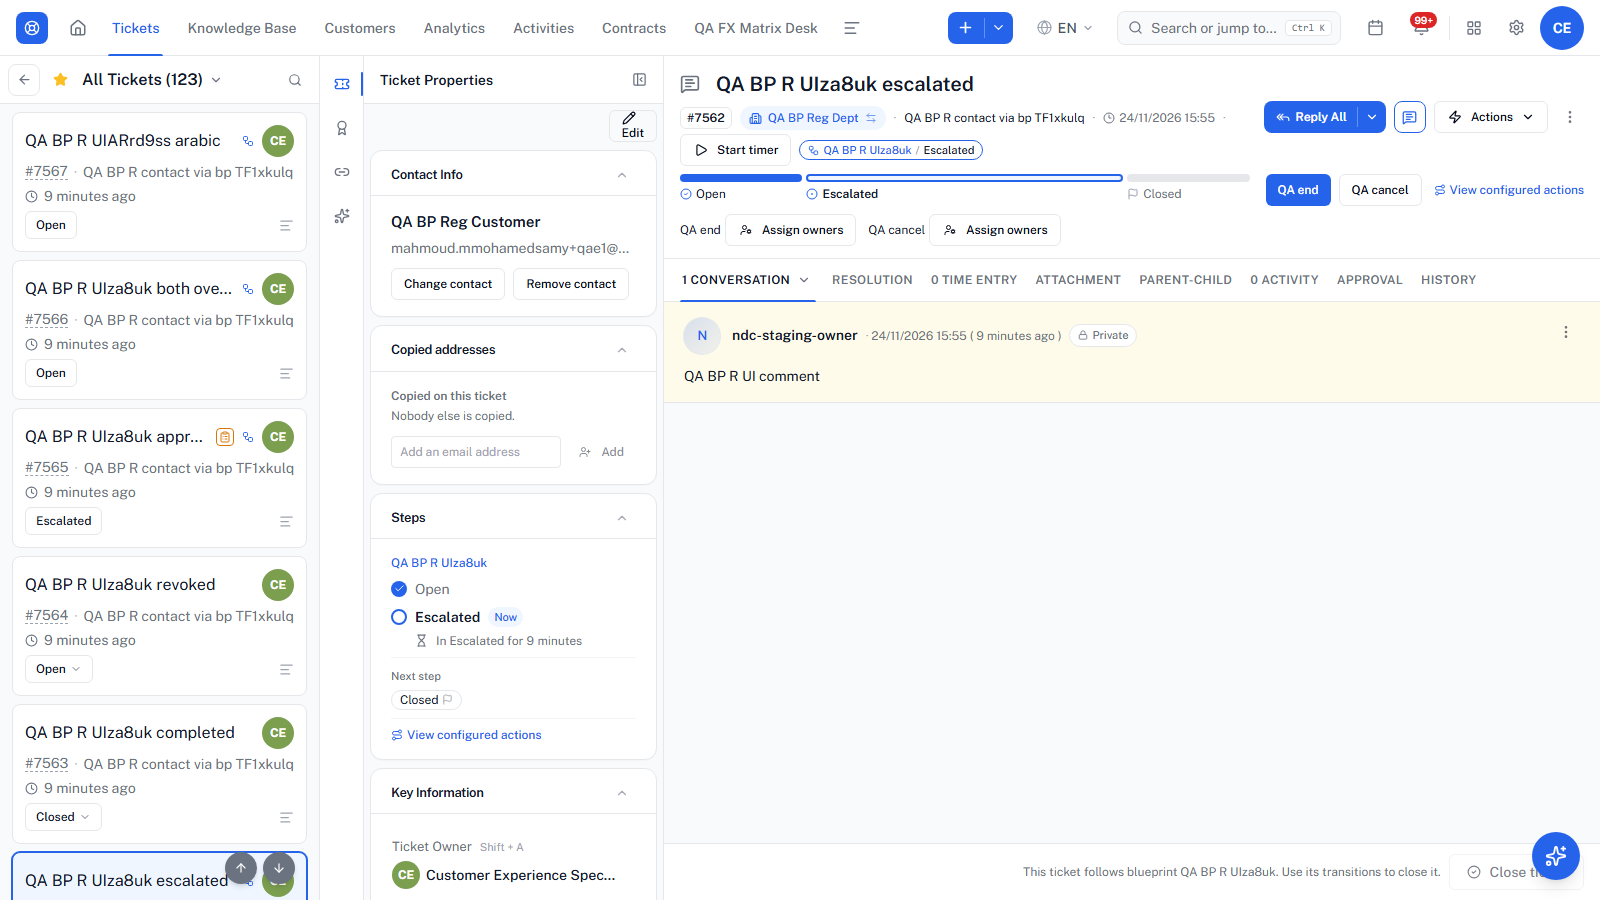 Tickets
Knowledge Base
Customers
Analytics
Activities
Contracts
QA FX Matrix Desk
EN
Search or jump to...
Ctrl K
99+
CE
All Tickets (123)
QA BP R UIARrd9ss arabic
CE
#7567 · QA BP R contact via bp TF1xkulq
9 minutes ago
Open
QA BP R UIza8uk both ove...
CE
#7566 · QA BP R contact via bp TF1xkulq
9 minutes ago
Open
QA BP R UIza8uk appr...
CE
#7565 · QA BP R contact via bp TF1xkulq
9 minutes ago
Escalated
QA BP R UIza8uk revoked
CE
#7564 · QA BP R contact via bp TF1xkulq
9 minutes ago
Open
QA BP R UIza8uk completed
CE
#7563 · QA BP R contact via bp TF1xkulq
9 minutes ago
Closed
QA BP R UIza8uk escalated
Ticket Properties
Edit
Contact Info
QA BP Reg Customer
mahmoud.mmohamedsamy+qae1@...
Change contact
Remove contact
Copied addresses
Copied on this ticket
Nobody else is copied.
Add an email address
Add
Steps
QA BP R UIza8uk
Open
Escalated Now
In Escalated for 9 minutes
Next step
Closed
View configured actions
Key Information
Ticket Owner Shift + A
CE Customer Experience Spec...
QA BP R UIza8uk escalated
#7562 QA BP Reg Dept · QA BP R contact via bp TF1xkulq · 24/11/2026 15:55 ·
Start timer
QA BP R UIza8uk / Escalated
Reply All
Actions
Open
Escalated
Closed
QA end
QA cancel
View configured actions
QA end Assign owners QA cancel Assign owners
1 CONVERSATION
RESOLUTION
0 TIME ENTRY
ATTACHMENT
PARENT-CHILD
0 ACTIVITY
APPROVAL
HISTORY
N
ndc-staging-owner · 24/11/2026 15:55 ( 9 minutes ago ) Private
QA BP R UI comment
This ticket follows blueprint QA BP R UIza8uk. Use its transitions to close it.
Close